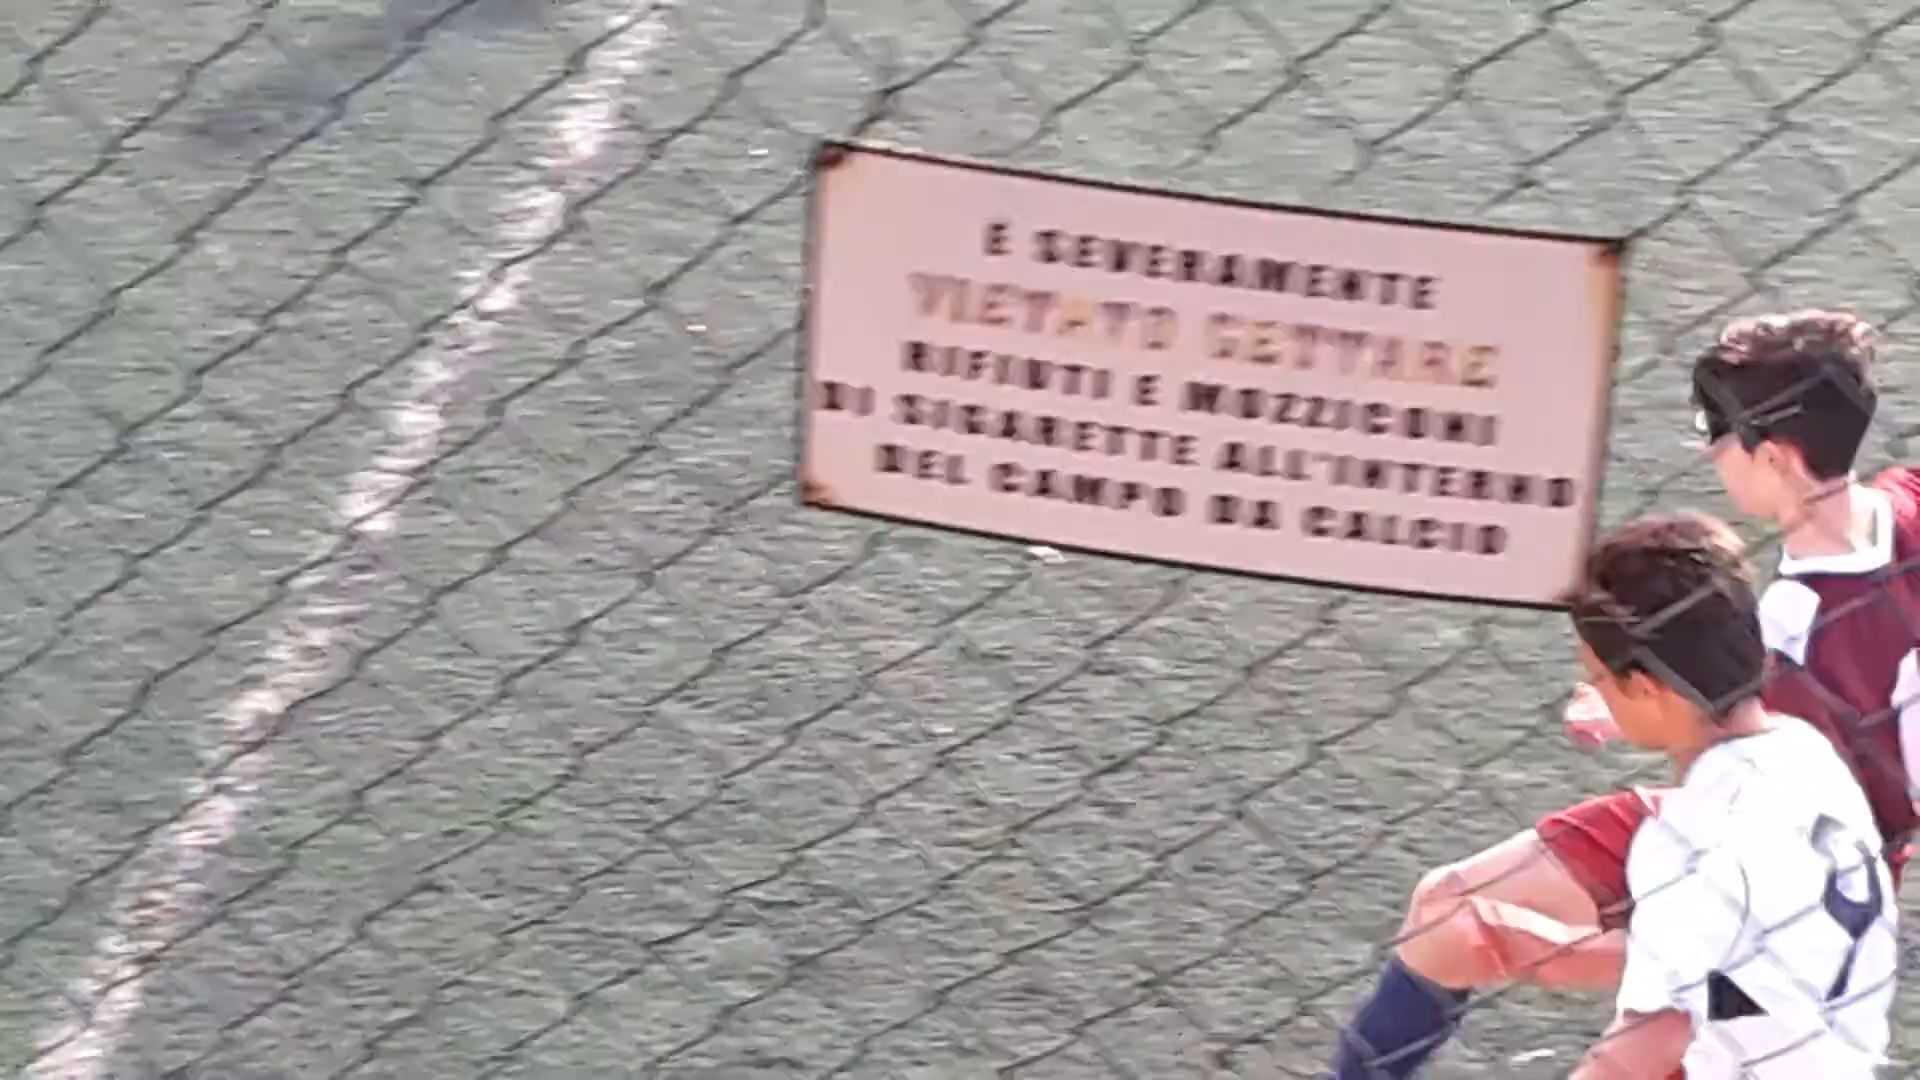 È SEVERAMENTE
VIETATO GETTARE
RIFIUTI E MOZZICONI
DI SIGARETTE ALL'INTERNO
DEL CAMPO DA CALCIO